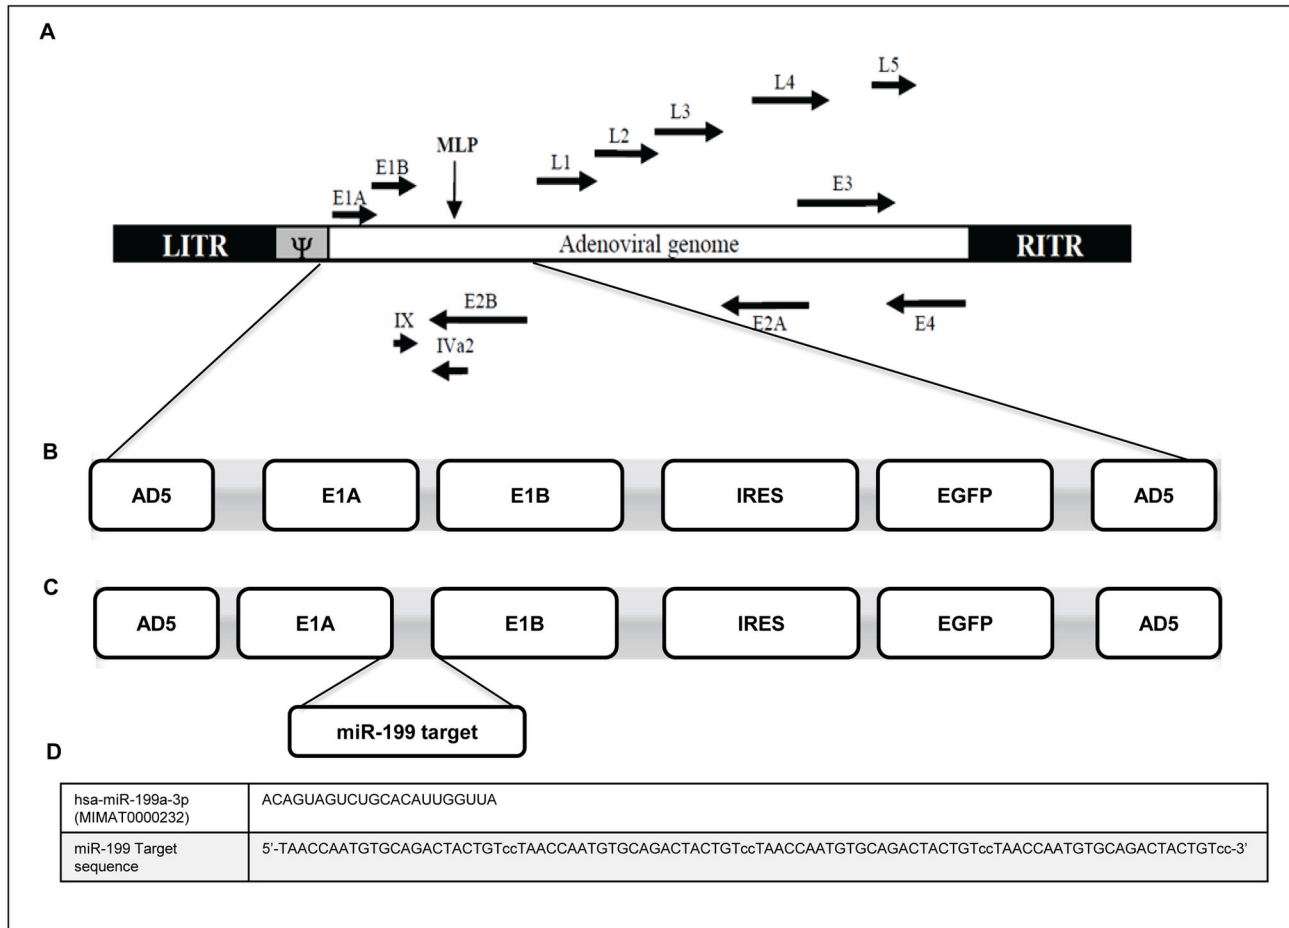 A
L5
L4
L3
L2
MLP
E1B
L1
E3
E1A
LITR
Ψ
Adenoviral genome
RITR
E2B
IX
E2A
E4
IVa2
B
AD5 E1A E1B IRES EGFP AD5
C
AD5 E1A E1B IRES EGFP AD5
miR-199 target
D
hsa-miR-199a-3p
(MIMAT0000232)
ACAGUAGUCUGCACAUUGGUUA
miR-199 Target
sequence
5'-TAACCAATGTGCAGACTACTGTccTAACCAATGTGCAGACTACTGTccTAACCAATGTGCAGACTACTGTccTAACCAATGTGCAGACTACTGTcc-3'